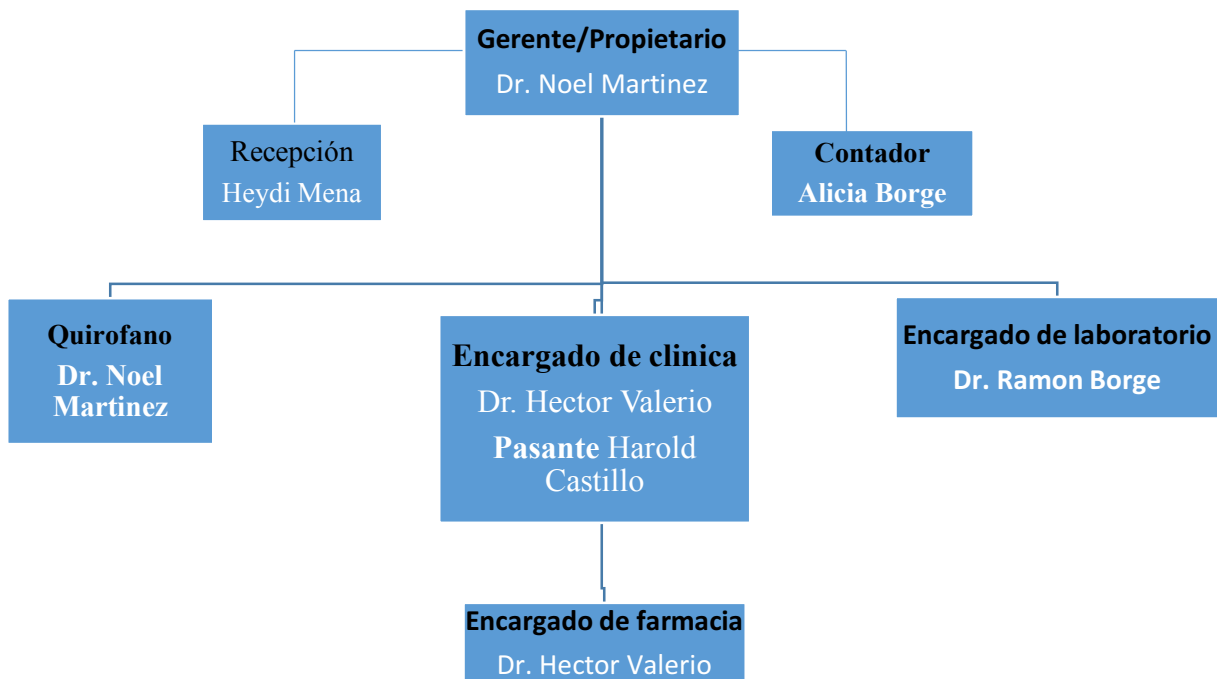 Gerente/Propietario
Dr. Noel Martinez
Recepción
Heydi Mena
Contador
Alicia Borge
Quirofano
Dr. Noel
Martinez
Encargado de clinica
Dr. Hector Valerio
Pasante Harold
Castillo
Encargado de laboratorio
Dr. Ramon Borge
Encargado de farmacia
Dr. Hector Valerio